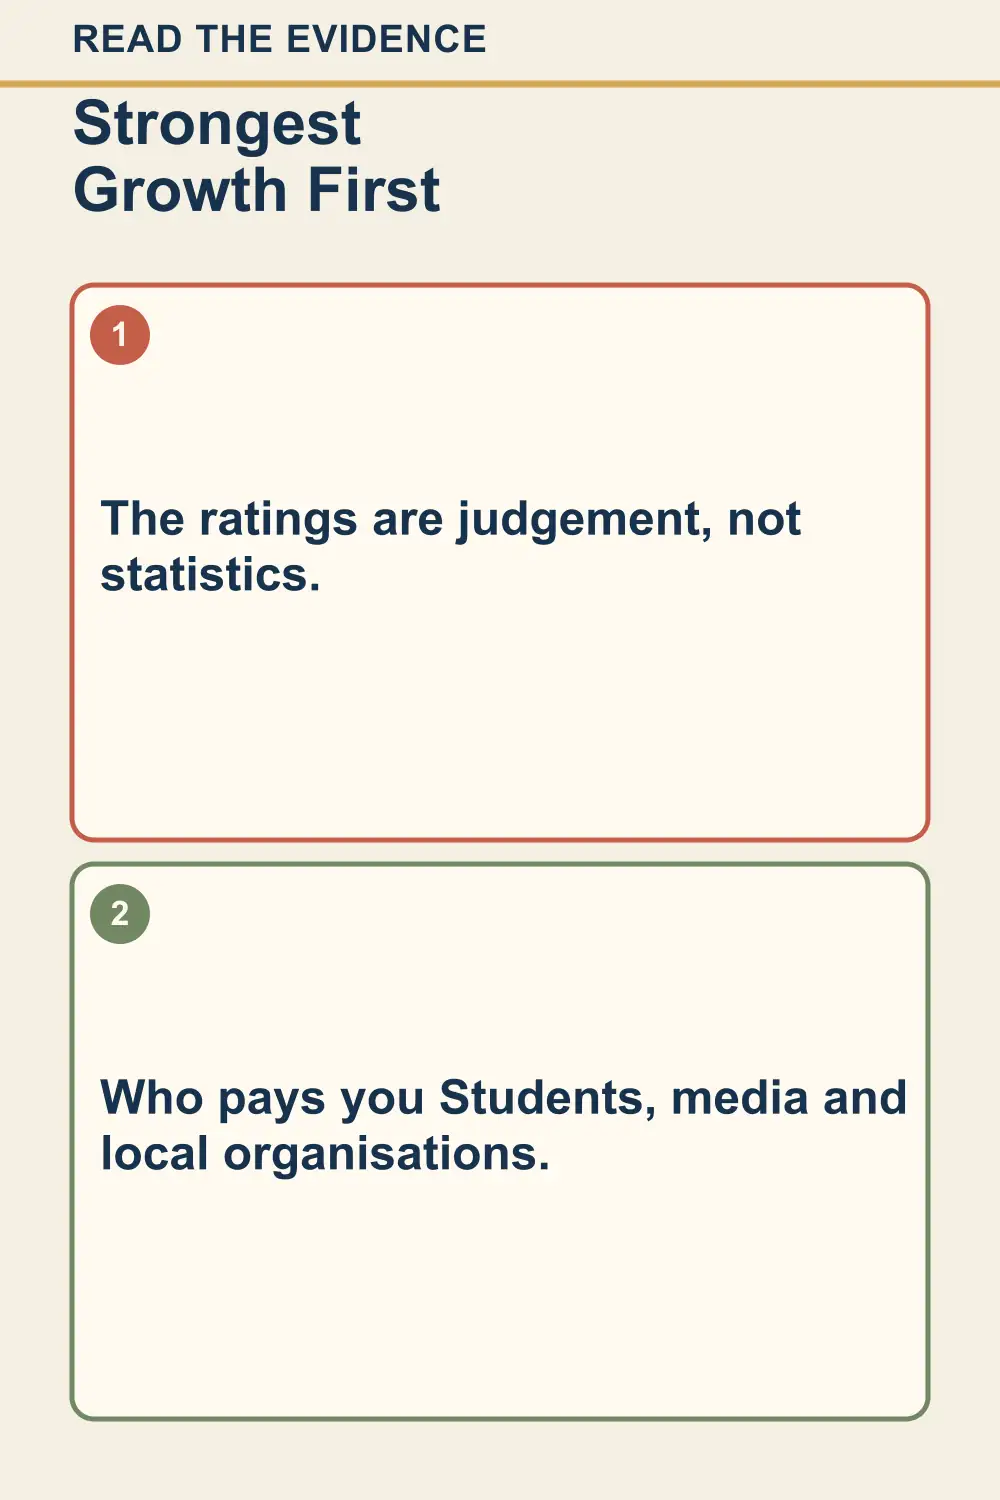 READ THE EVIDENCE
Strongest
Growth First
1
The ratings are judgement, not
statistics.
2
Who pays you Students, media and
local organisations.